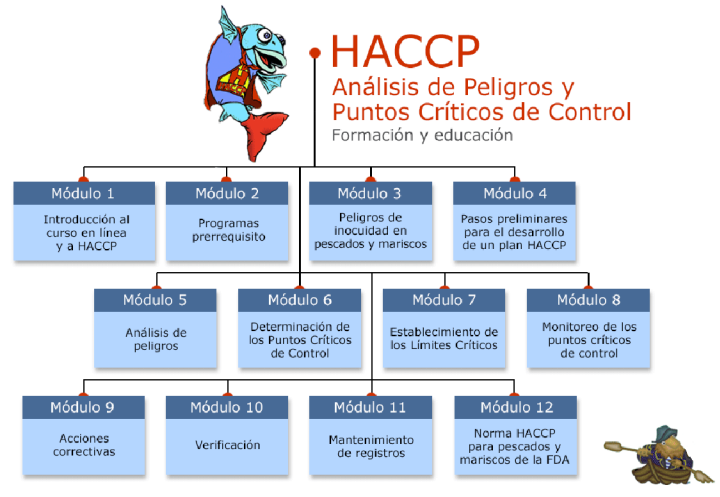 HACCP
Análisis de Peligros y
Puntos Críticos de Control
Formación y educación
Módulo 1
Introducción al
curso en línea
y a HACCP
Módulo 2
Programas
prerrequisito
Módulo 3
Peligros de
inocuidad en
pescados y mariscos
Módulo 4
Pasos preliminares
para el desarrollo
de un plan HACCP
Módulo 5
Análisis de
peligros
Módulo 6
Determinación de
los Puntos Críticos
de Control
Módulo 7
Establecimiento de
los Límites Críticos
Módulo 8
Monitoreo de los
puntos críticos
de control
Módulo 9
Acciones
correctivas
Módulo 10
Verificación
Módulo 11
Mantenimiento
de registros
Módulo 12
Norma HACCP
para pescados y
mariscos de la FDA